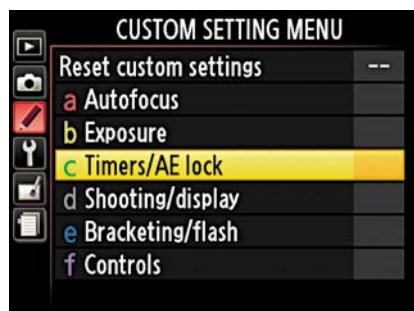 CUSTOM SETTING MENU
Reset custom settings --
a Autofocus
b Exposure
c Timers/AE lock
d Shooting/display
e Bracketing/flash
f Controls